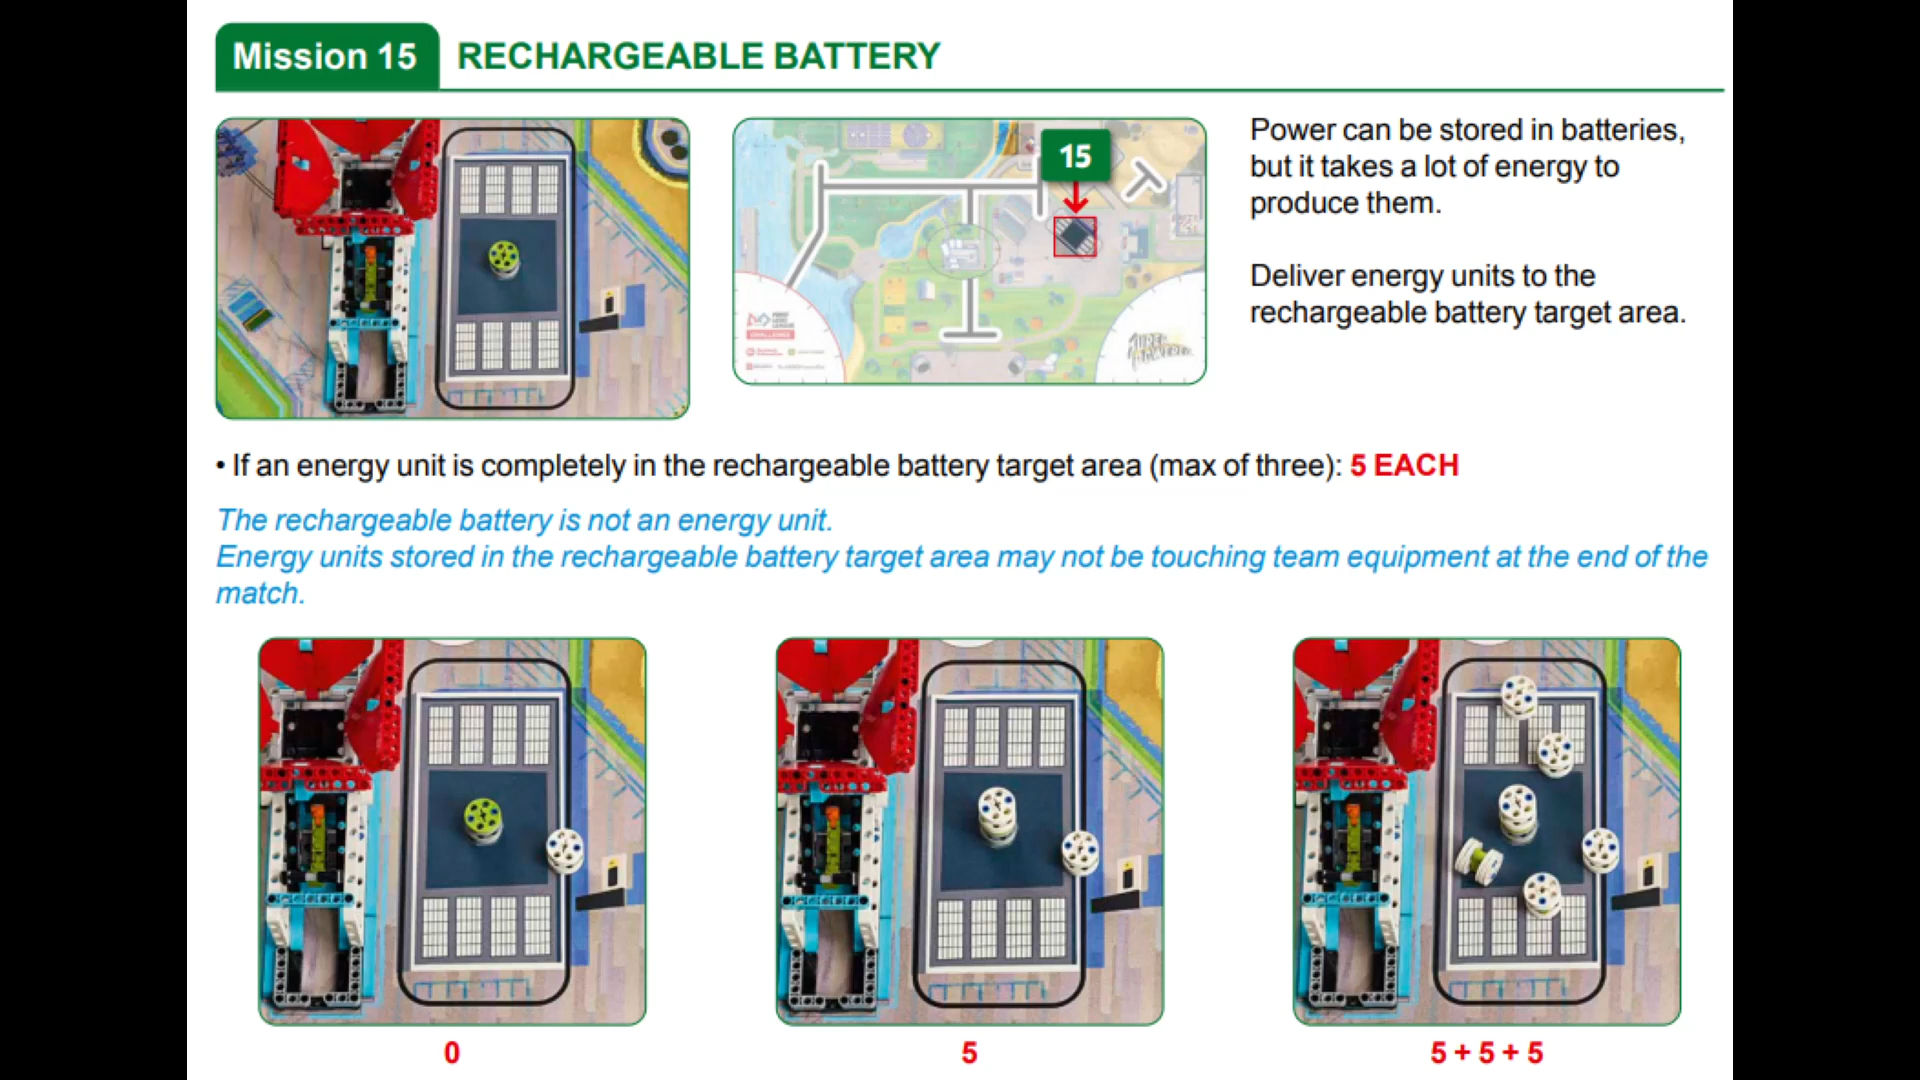 Mission 15
RECHARGEABLE BATTERY
15
Power can be stored in batteries,
but it takes a lot of energy to
produce them.
Deliver energy units to the
rechargeable battery target area.
• If an energy unit is completely in the rechargeable battery target area (max of three): 5 EACH
The rechargeable battery is not an energy unit.
Energy units stored in the rechargeable battery target area may not be touching team equipment at the end of the
match.
0
5
5 + 5 + 5